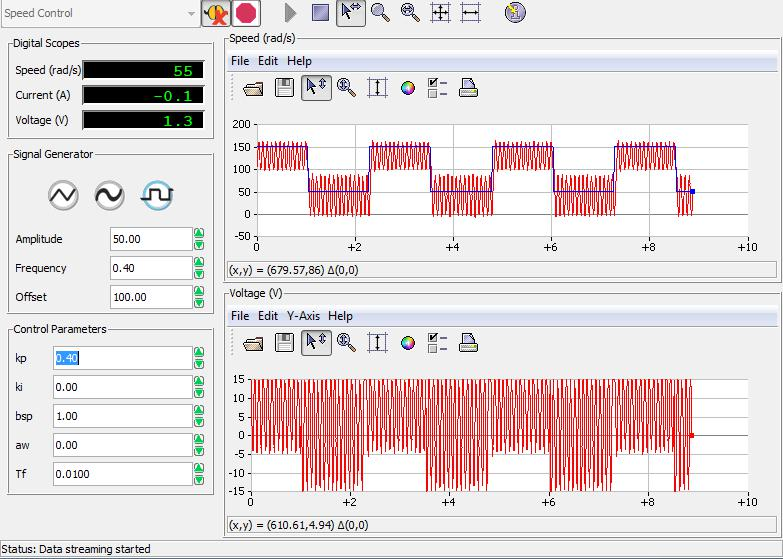 Speed Control
Digital Scopes
Speed (rad/s) 55
Current (A) -0.1
Voltage (V) 1.3
Signal Generator
Amplitude 50.00
Frequency 0.40
Offset 100.00
Control Parameters
kp 0.40
ki 0.00
bsp 1.00
aw 0.00
Tf 0.0100
Speed (rad/s)
File Edit Help
200
150
100
50
0
-50
0 +2 +4 +6 +8 +10
(x,y) = (679.57,86) Δ(0,0)
Voltage (V)
File Edit Y-Axis Help
15
10
5
0
-5
-10
-15
0 +2 +4 +6 +8 +10
(x,y) = (610.61,4.94) Δ(0,0)
Status: Data streaming started